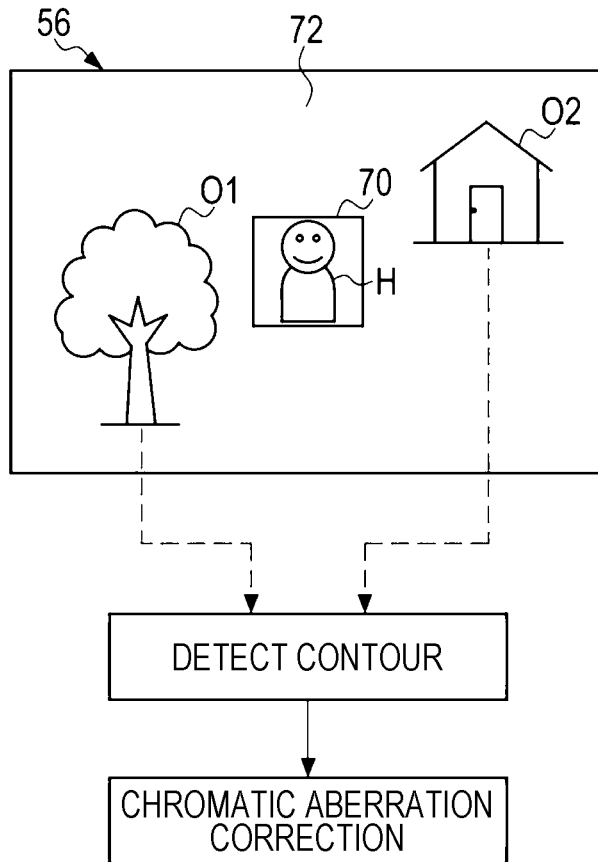 56
72
O2
O1
70
H
DETECT CONTOUR
CHROMATIC ABERRATION
CORRECTION